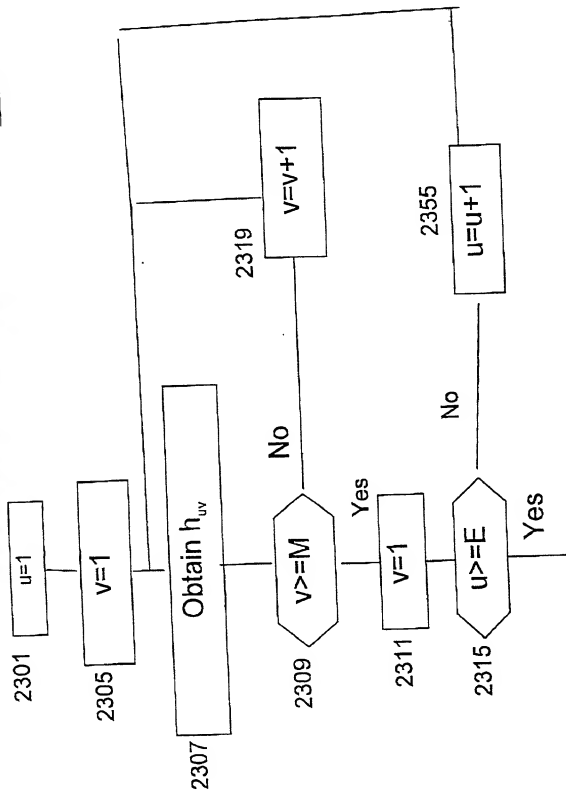 2301
u=1
2305
v=1
2307
Obtain h_uv
2309
v>=M
No
2319
v=v+1
Yes
2311
v=1
2315
u>=E
No
2355
u=u+1
Yes